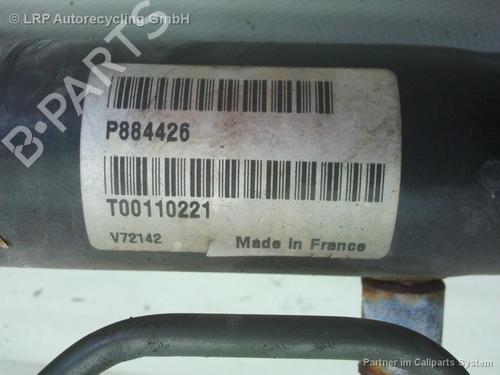 © LRP Autorecycling GmbH
B-PARTS
P884426
T00110221
V72142 Made in France
Partner im Callparts System